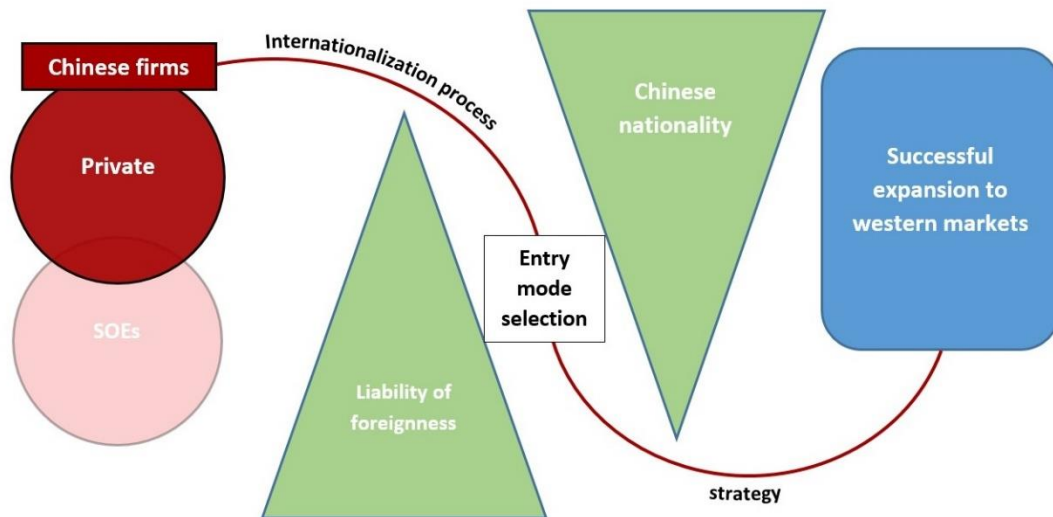 Chinese firms
Private
SOEs
Internationalization process
Liability of
foreignness
Entry
mode
selection
Chinese
nationality
strategy
Successful
expansion to
western markets